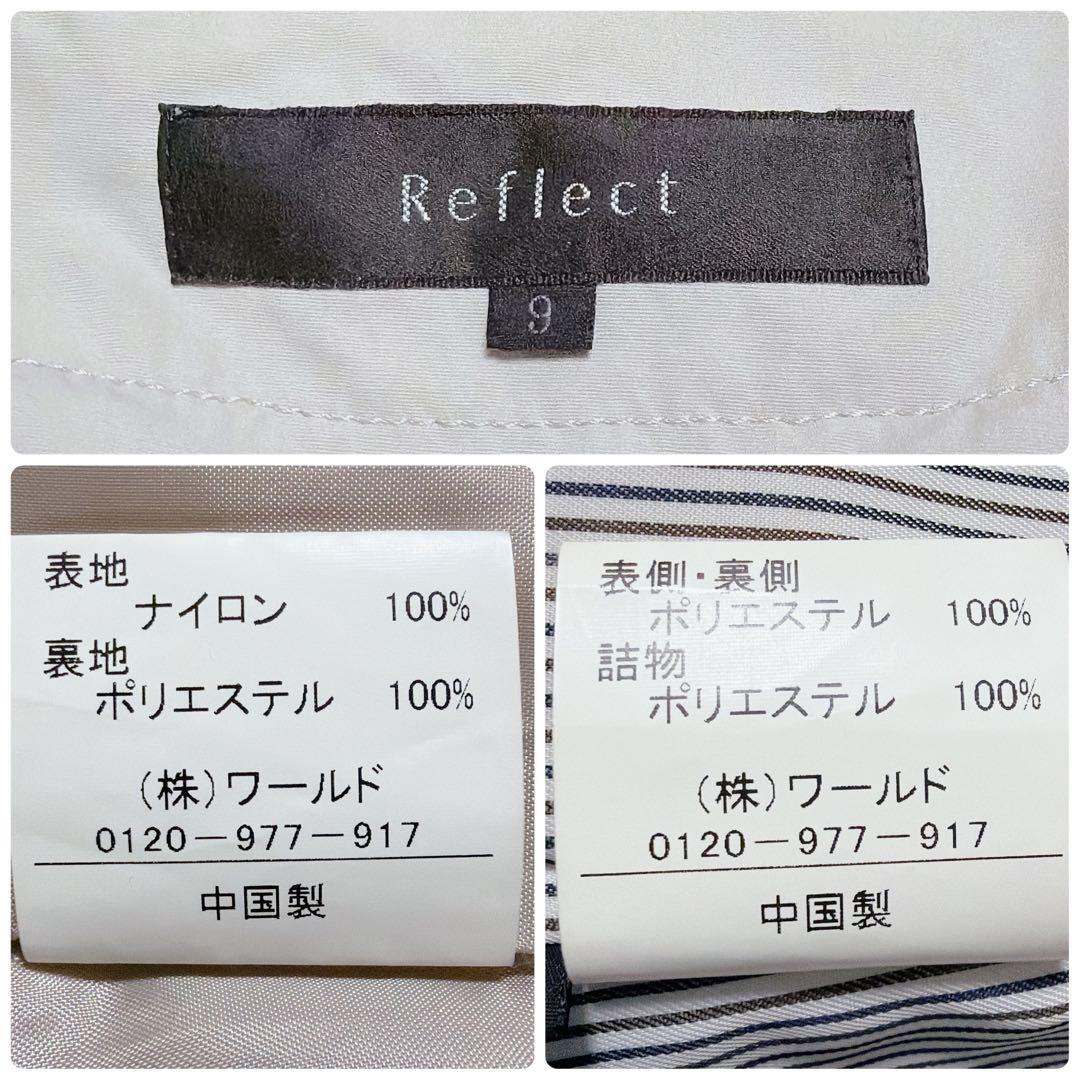 Reflect
9
表地
ナイロン 100%
裏地
ポリエステル 100%
(株)ワールド
0120-977-917
中国製
表側・裏側
ポリエステル 100%
詰物
ポリエステル 100%
(株)ワールド
0120-977-917
中国製